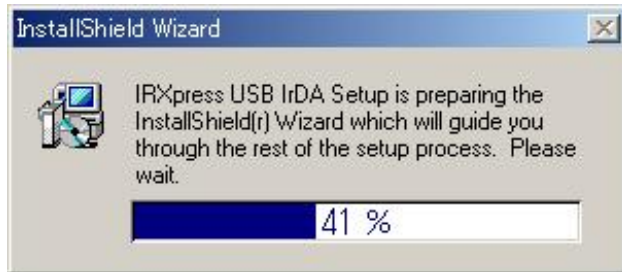 InstallShield Wizard
IRXpress USB IrDA Setup is preparing the
InstallShield(r) Wizard which will guide you
through the rest of the setup process.  Please
wait.
41 %